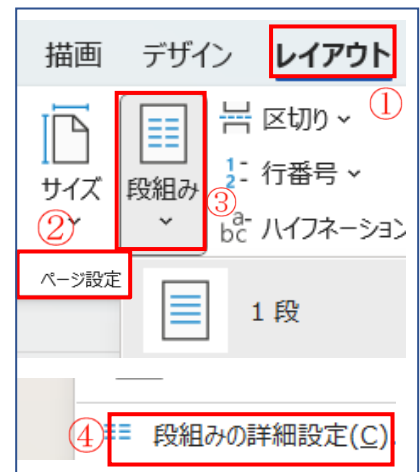 描画 デザイン レイアウト
①
サイズ 段組み 区切り
行番号
ハイフネーション
②
③
ページ設定
1 段
④ 段組みの詳細設定(C)